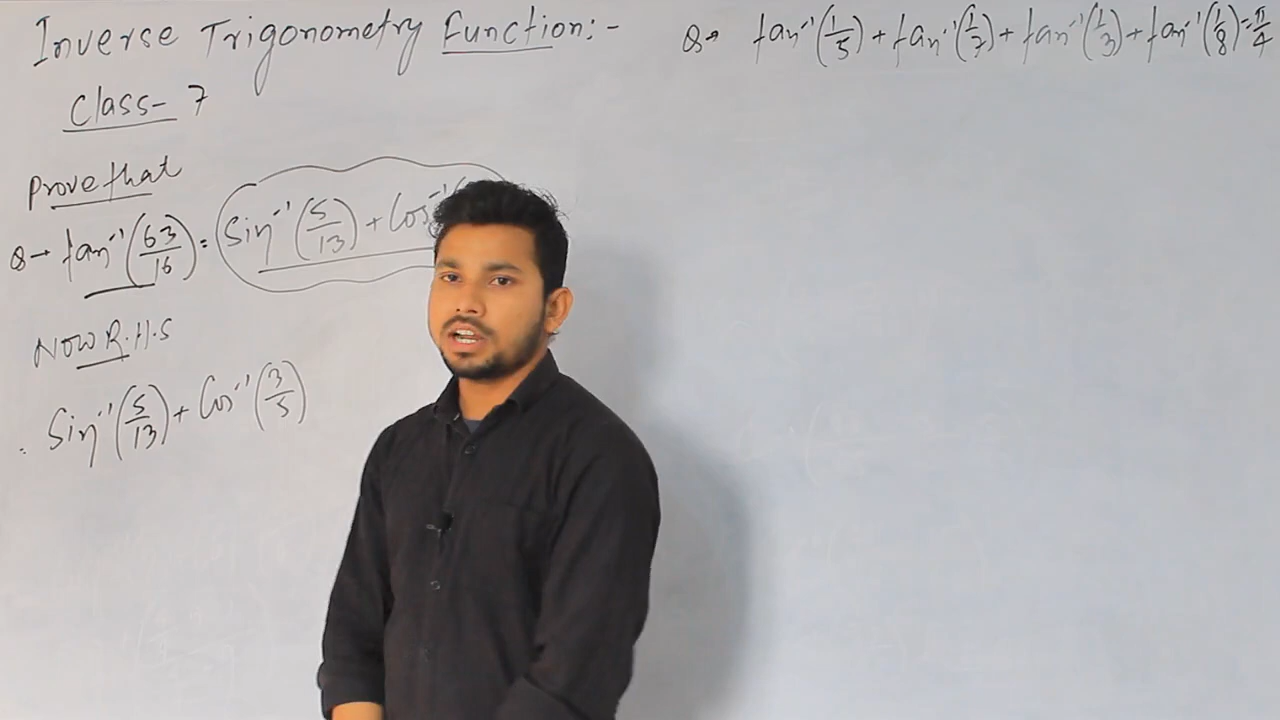 Inverse Trigonometry Function:-
Class- 7
Prove that
Q→ tan⁻¹(63/16) = Sin⁻¹(5/13) + Cos⁻¹(
Now R.H.S
Sin⁻¹(5/13) + Cos⁻¹(3/5)
Q→ tan⁻¹(1/5) + tan⁻¹(1/7) + tan⁻¹(1/3) + tan⁻¹(1/8) = π/4